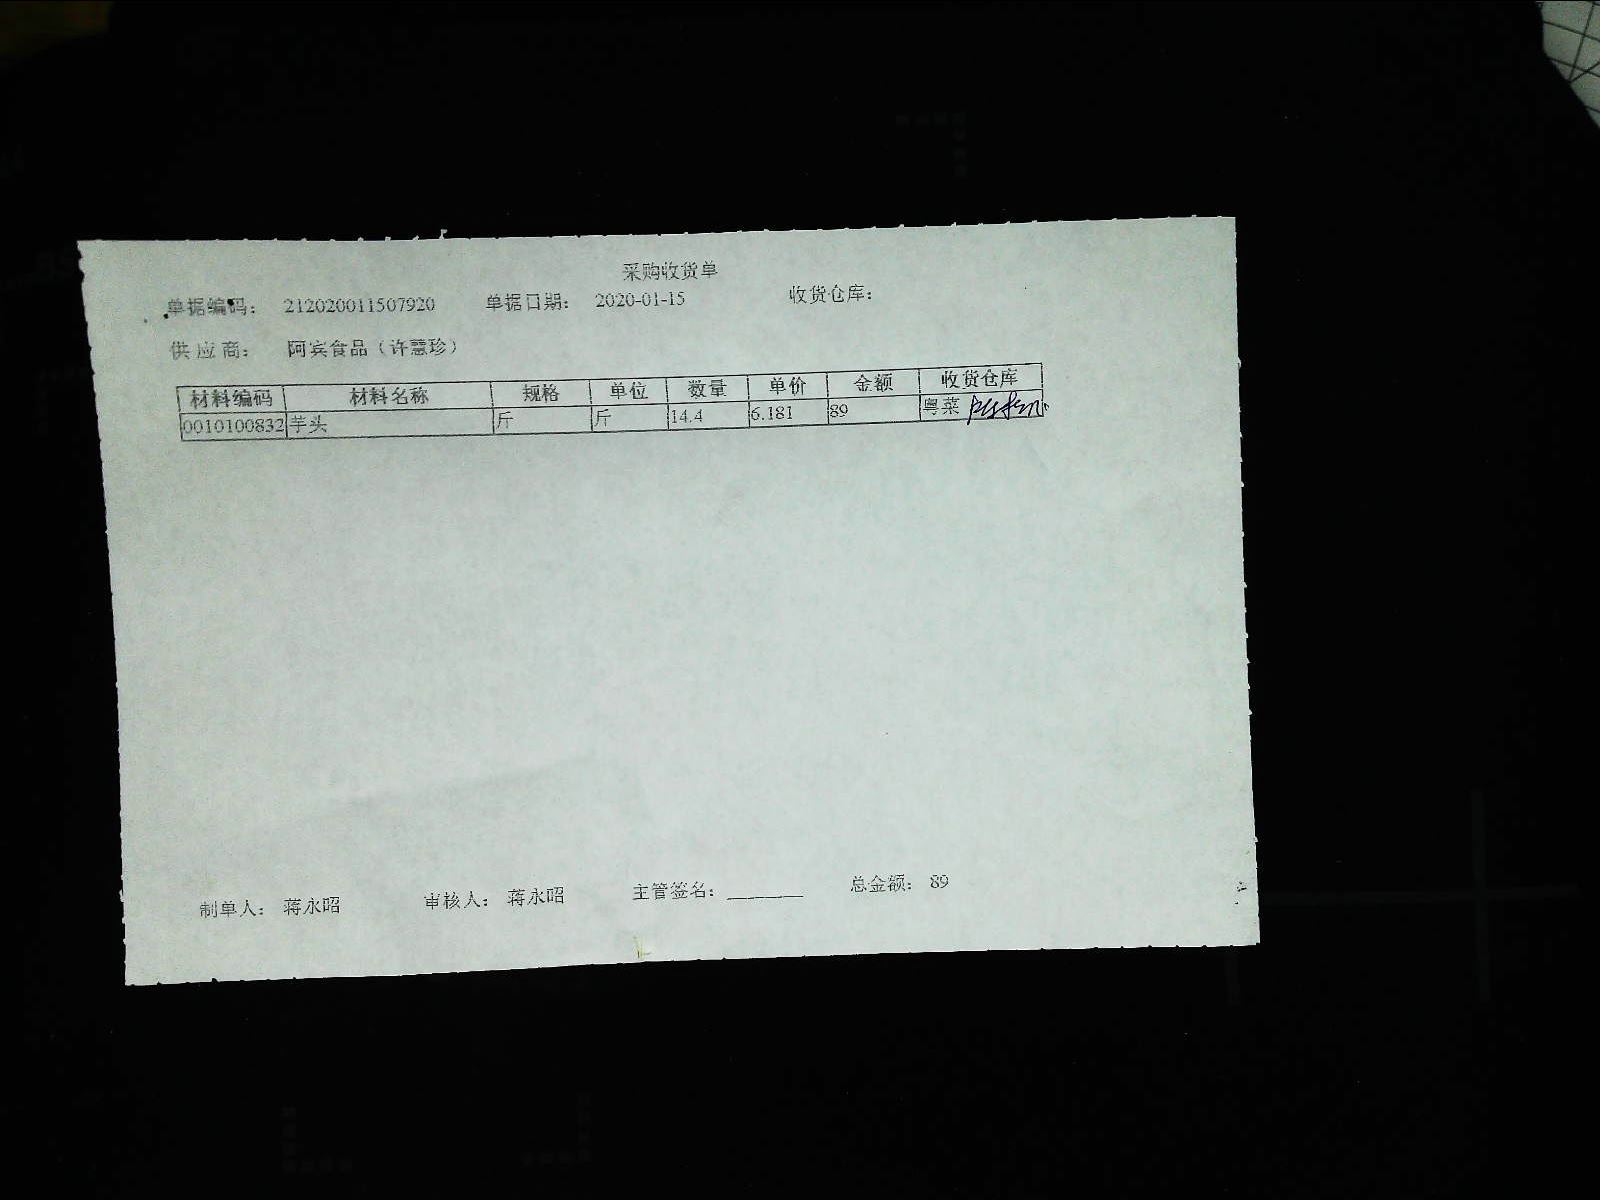 采购收货单
单据编码： 212020011507920 单据日期： 2020-01-15 收货仓库：
供 应 商： 阿宾食品（许慧珍）
材料编码 材料名称 规格 单位 数量 单价 金额 收货仓库
0010100832 芋头 斤 斤 14.4 6.181 89 粤菜
制单人： 蒋永昭 审核人： 蒋永昭 主管签名：________ 总金额： 89